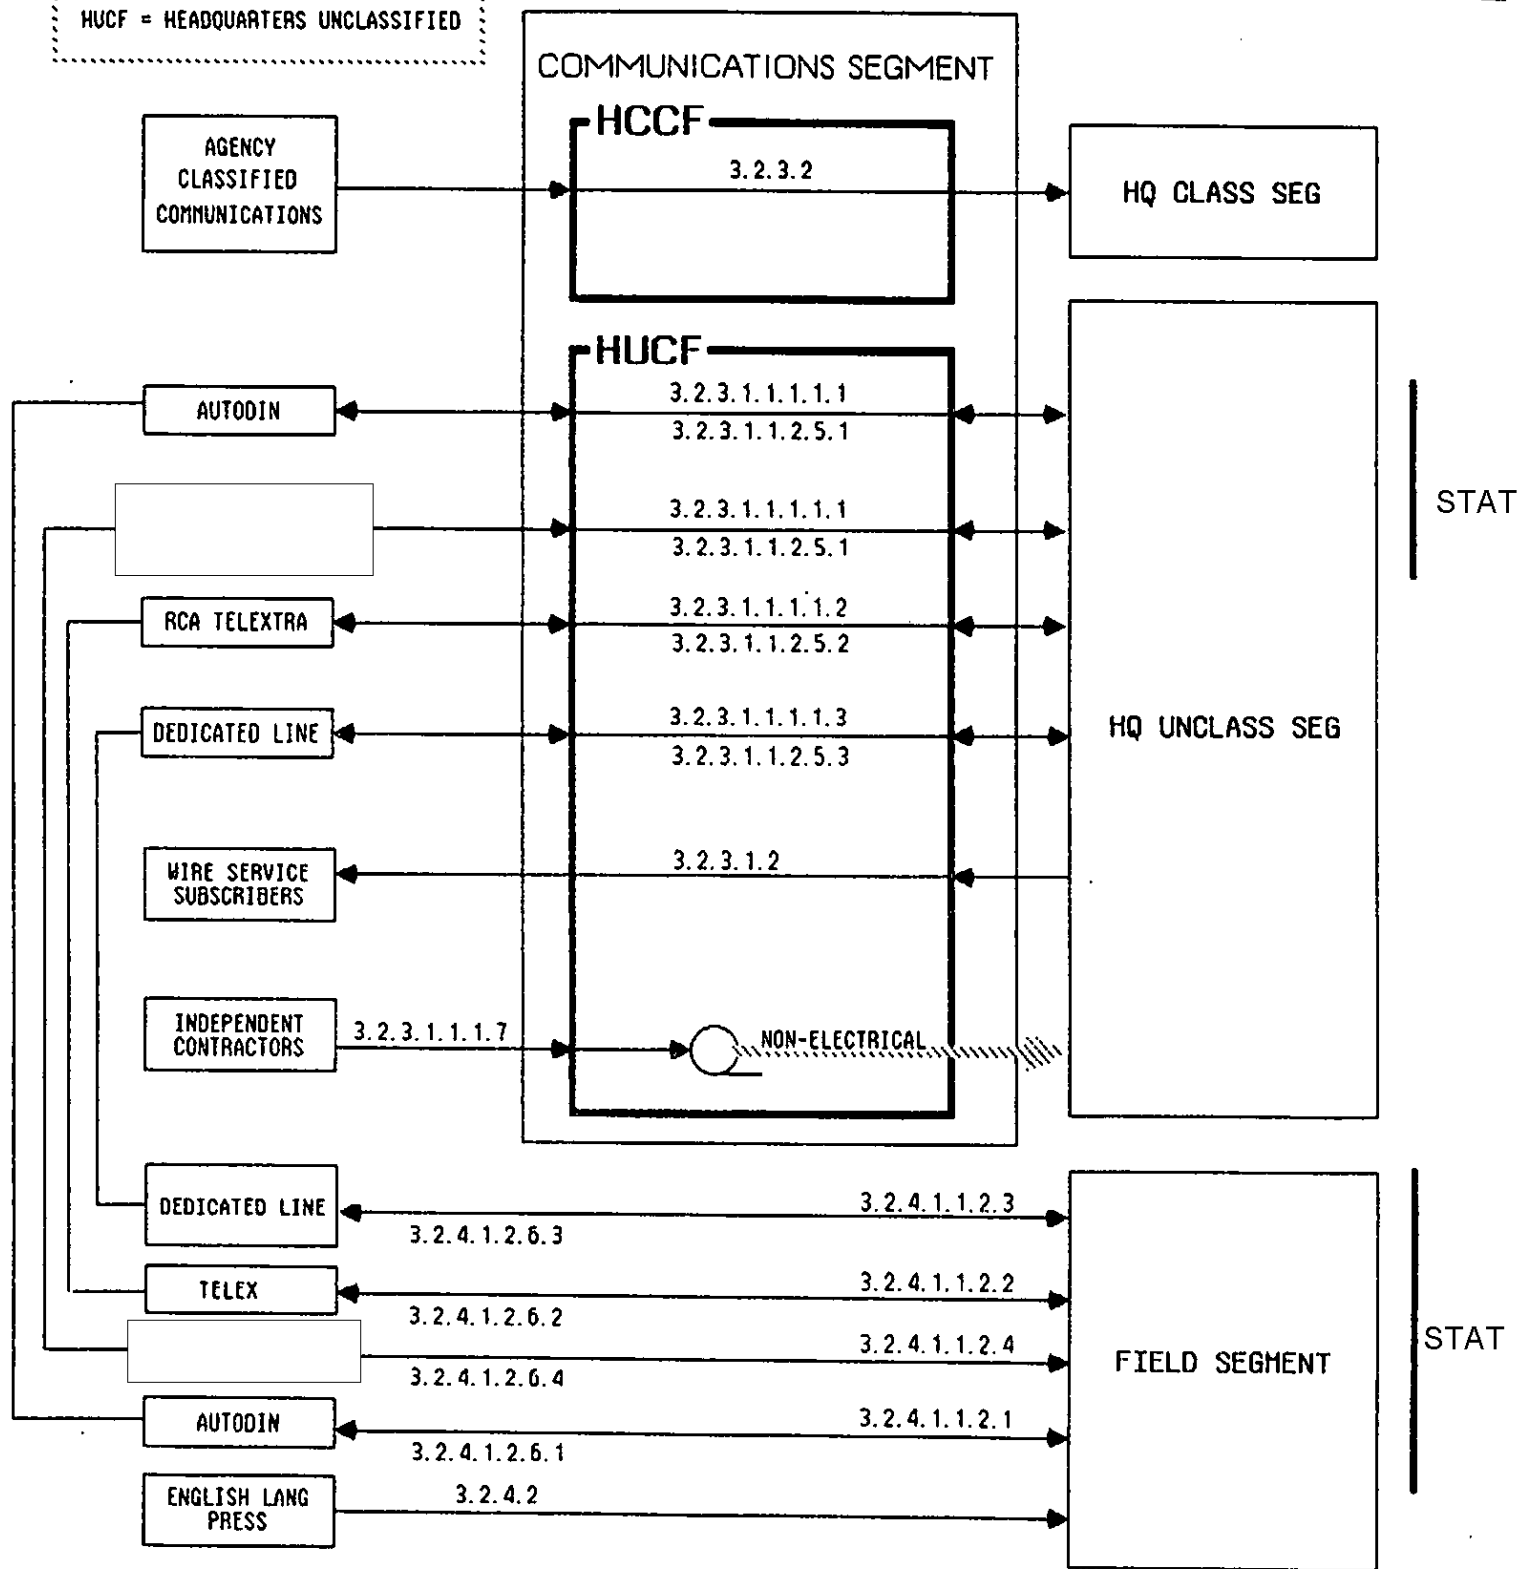 HUCF = HEADQUARTERS UNCLASSIFIED
COMMUNICATIONS SEGMENT
HCCF
AGENCY
CLASSIFIED
COMMUNICATIONS
3.2.3.2
HQ CLASS SEG
HUCF
AUTODIN
3.2.3.1.1.1.1.1
3.2.3.1.1.2.5.1
STAT
3.2.3.1.1.1.1.1
3.2.3.1.1.2.5.1
RCA TELEXTRA
3.2.3.1.1.1.1.2
3.2.3.1.1.2.5.2
DEDICATED LINE
3.2.3.1.1.1.1.3
3.2.3.1.1.2.5.3
HQ UNCLASS SEG
WIRE SERVICE
SUBSCRIBERS
3.2.3.1.2
INDEPENDENT
CONTRACTORS
3.2.3.1.1.1.7
NON-ELECTRICAL
DEDICATED LINE
3.2.4.1.1.2.3
3.2.4.1.2.6.3
TELEX
3.2.4.1.1.2.2
3.2.4.1.2.6.2
3.2.4.1.1.2.4
3.2.4.1.2.6.4
FIELD SEGMENT
STAT
AUTODIN
3.2.4.1.1.2.1
3.2.4.1.2.6.1
ENGLISH LANG
PRESS
3.2.4.2